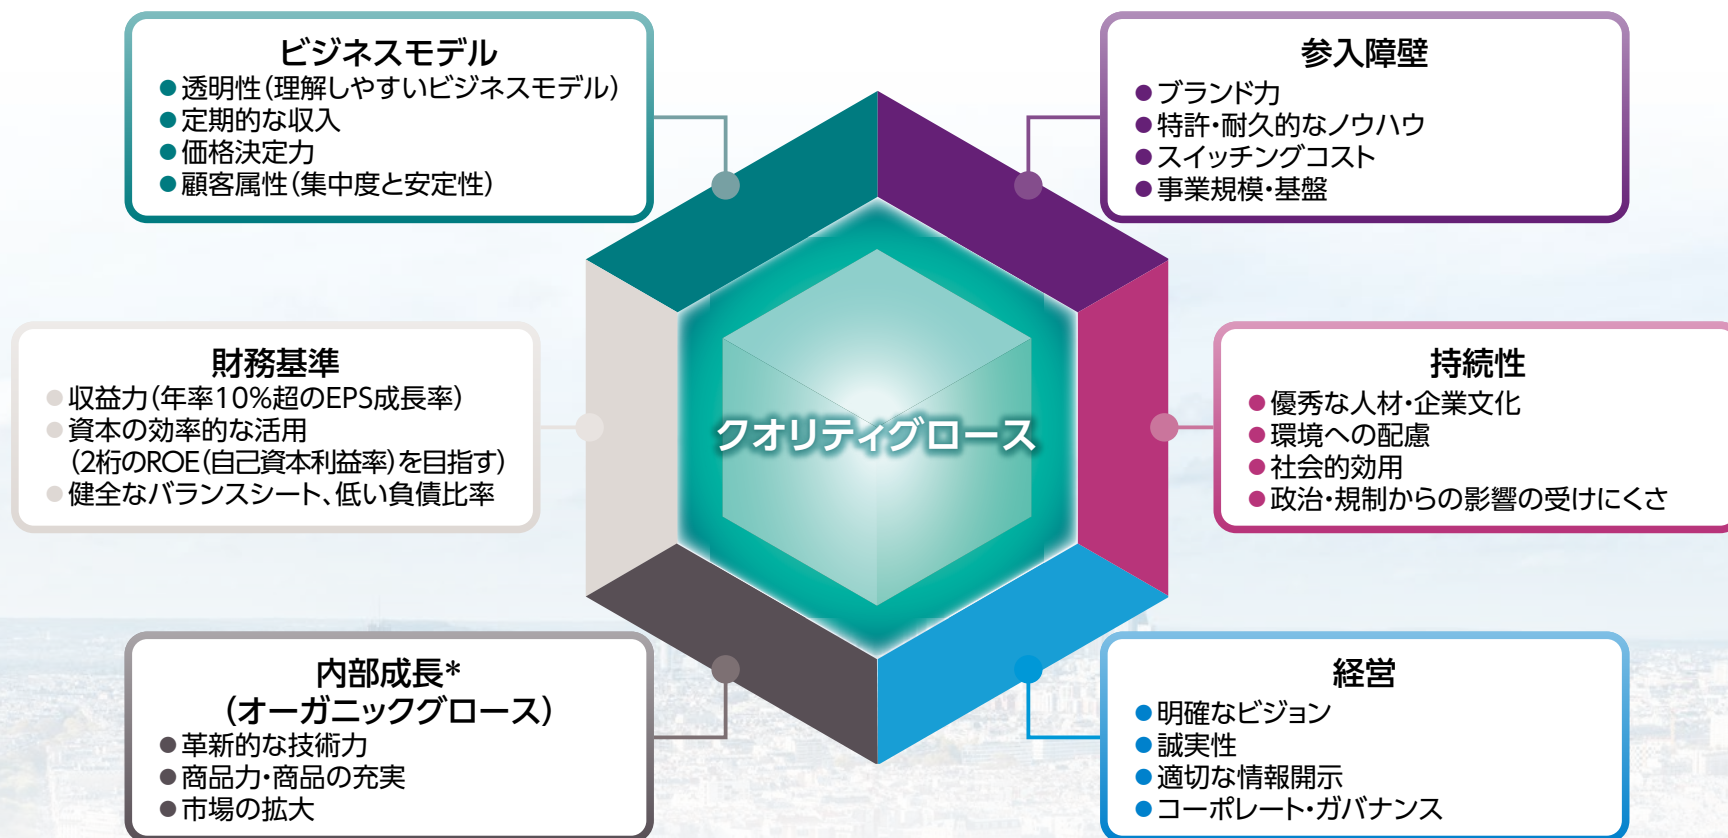 ビジネスモデル
●透明性（理解しやすいビジネスモデル）
●定期的な収入
●価格決定力
●顧客属性（集中度と安定性）
参入障壁
●ブランド力
●特許・耐久的なノウハウ
●スイッチングコスト
●事業規模・基盤
財務基準
●収益力（年率10％超のEPS成長率）
●資本の効率的な活用
（2桁のROE（自己資本利益率）を目指す）
●健全なバランスシート、低い負債比率
クオリティグロース
持続性
●優秀な人材・企業文化
●環境への配慮
●社会的効用
●政治・規制からの影響の受けにくさ
内部成長*
（オーガニックグロース）
●革新的な技術力
●商品力・商品の充実
●市場の拡大
経営
●明確なビジョン
●誠実性
●適切な情報開示
●コーポレート・ガバナンス